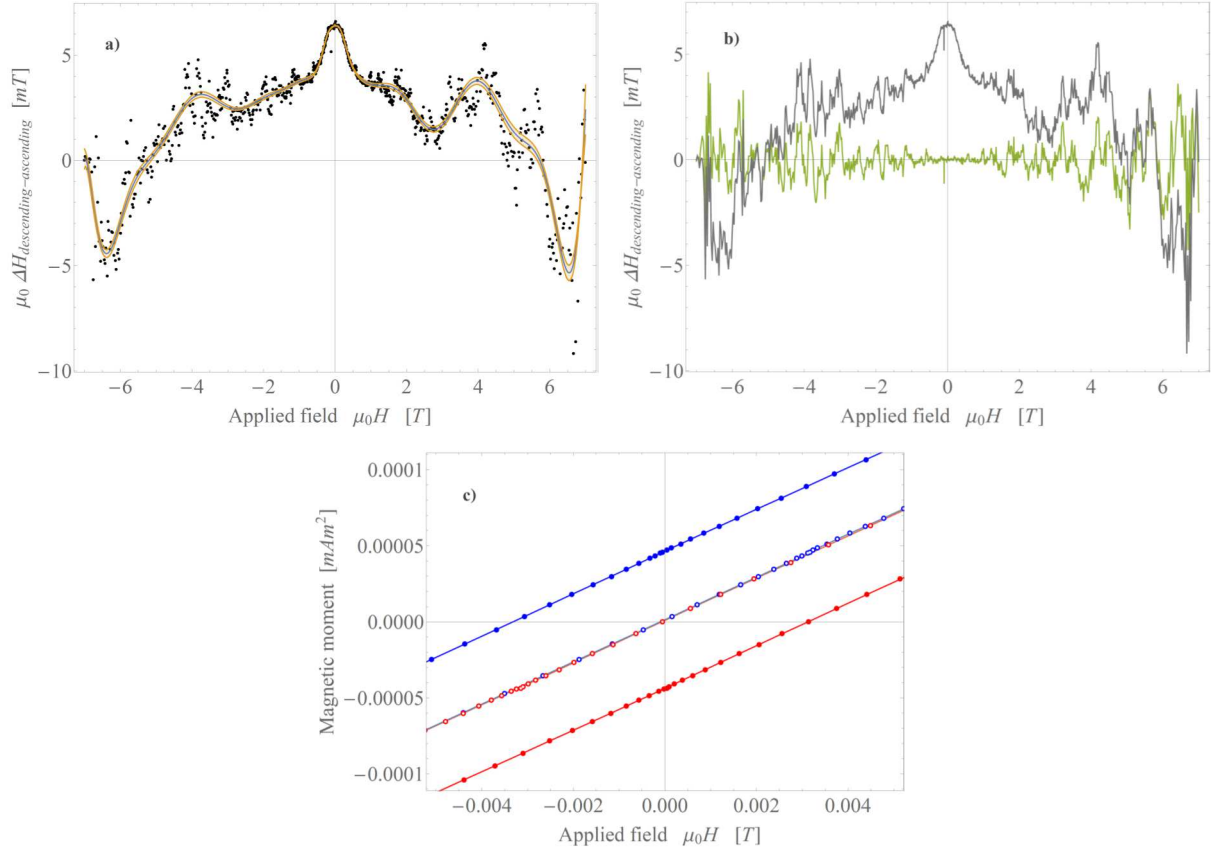 a)
μ₀ ΔH_descending−ascending [mT]
5
0
−5
−10
−6 −4 −2 0 2 4 6
Applied field μ₀H [T]
b)
μ₀ ΔH_descending−ascending [mT]
5
0
−5
−10
−6 −4 −2 0 2 4 6
Applied field μ₀H [T]
c)
Magnetic moment [mAm²]
0.0001
0.00005
0.0000
−0.00005
−0.0001
−0.004 −0.002 0.000 0.002 0.004
Applied field μ₀H [T]